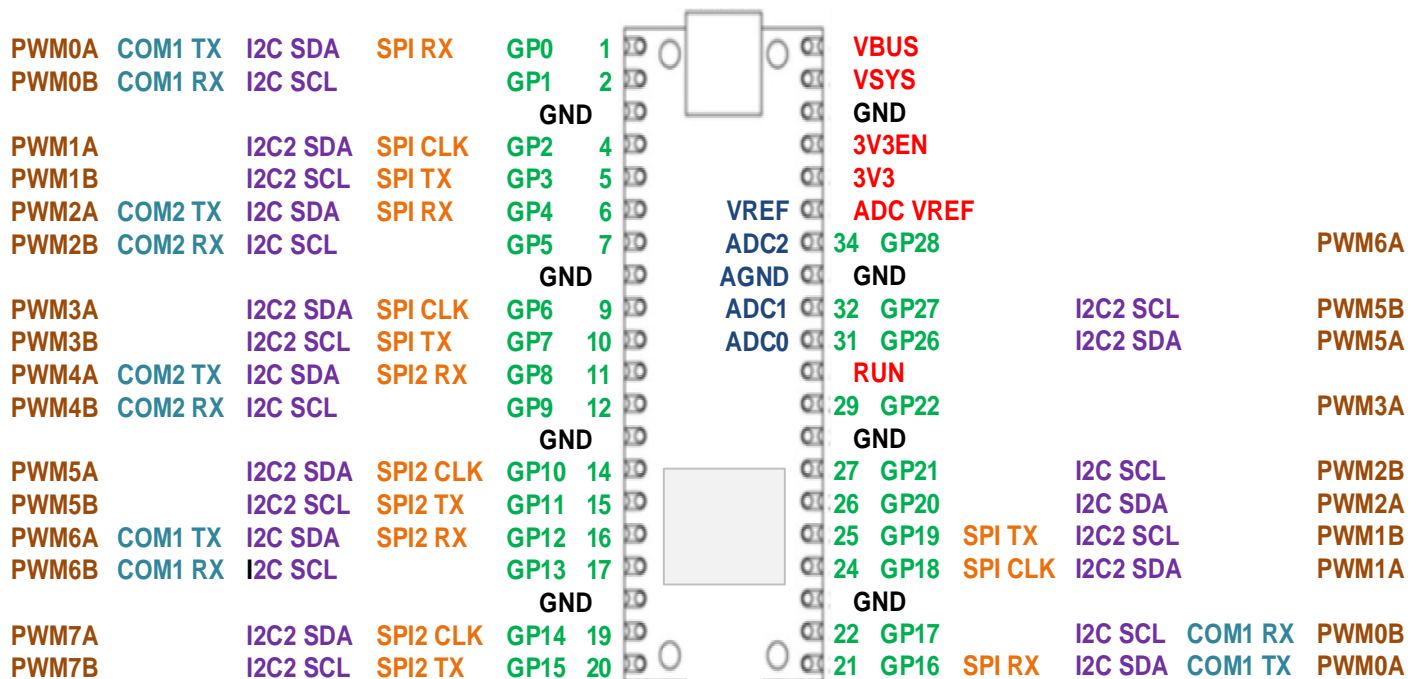 PWM0A COM1 TX I2C SDA SPI RX GP0 1 VBUS
PWM0B COM1 RX I2C SCL GP1 2 VSYS
GND GND
PWM1A I2C2 SDA SPI CLK GP2 4 3V3EN
PWM1B I2C2 SCL SPI TX GP3 5 3V3
PWM2A COM2 TX I2C SDA SPI RX GP4 6 VREF ADC VREF
PWM2B COM2 RX I2C SCL GP5 7 ADC2 34 GP28 PWM6A
GND AGND GND
PWM3A I2C2 SDA SPI CLK GP6 9 ADC1 32 GP27 I2C2 SCL PWM5B
PWM3B I2C2 SCL SPI TX GP7 10 ADC0 31 GP26 I2C2 SDA PWM5A
PWM4A COM2 TX I2C SDA SPI2 RX GP8 11 RUN
PWM4B COM2 RX I2C SCL GP9 12 29 GP22 PWM3A
GND GND
PWM5A I2C2 SDA SPI2 CLK GP10 14 27 GP21 I2C SCL PWM2B
PWM5B I2C2 SCL SPI2 TX GP11 15 26 GP20 I2C SDA PWM2A
PWM6A COM1 TX I2C SDA SPI2 RX GP12 16 25 GP19 SPI TX I2C2 SCL PWM1B
PWM6B COM1 RX I2C SCL GP13 17 24 GP18 SPI CLK I2C2 SDA PWM1A
GND GND
PWM7A I2C2 SDA SPI2 CLK GP14 19 22 GP17 I2C SCL COM1 RX PWM0B
PWM7B I2C2 SCL SPI2 TX GP15 20 21 GP16 SPI RX I2C SDA COM1 TX PWM0A